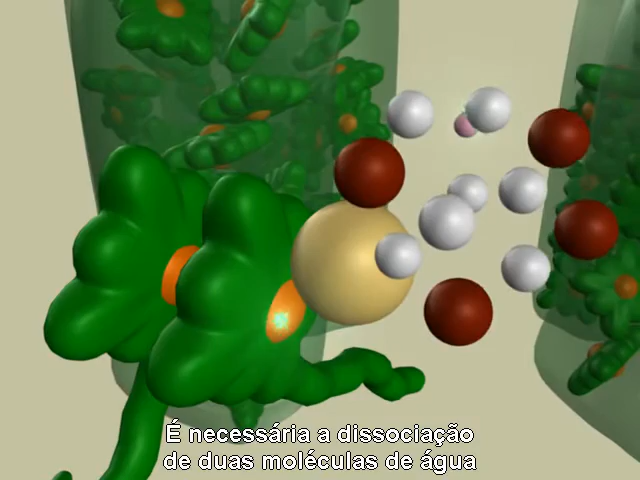 É necessária a dissociação
de duas moléculas de água